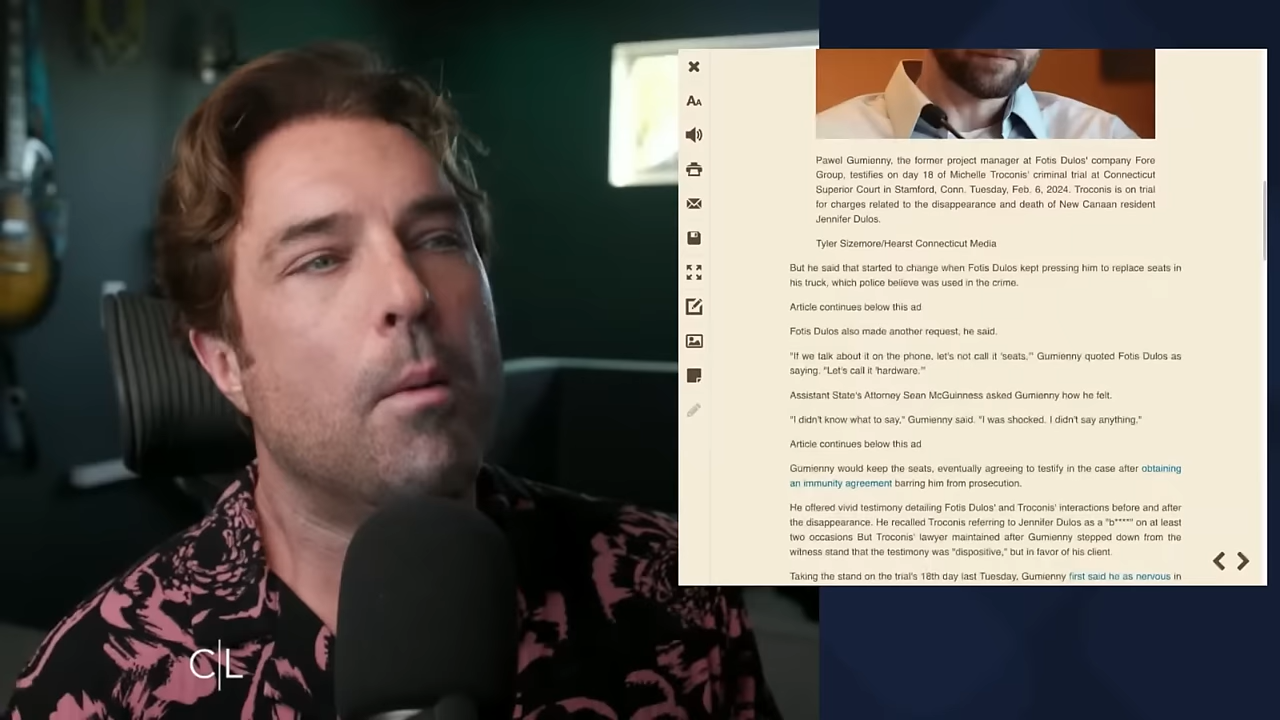 Pawel Gumienny, the former project manager at Fotis Dulos' company Fore
Group, testifies on day 18 of Michelle Troconis' criminal trial at Connecticut
Superior Court in Stamford, Conn. Tuesday, Feb. 6, 2024. Troconis is on trial
for charges related to the disappearance and death of New Canaan resident
Jennifer Dulos.
Tyler Sizemore/Hearst Connecticut Media
But he said that started to change when Fotis Dulos kept pressing him to replace seats in
his truck, which police believe was used in the crime.
Article continues below this ad
Fotis Dulos also made another request, he said.
"If we talk about it on the phone, let's not call it 'seats,'" Gumienny quoted Fotis Dulos as
saying. "Let's call it 'hardware.'"
Assistant State's Attorney Sean McGuinness asked Gumienny how he felt.
"I didn't know what to say," Gumienny said. "I was shocked. I didn't say anything."
Article continues below this ad
Gumienny would keep the seats, eventually agreeing to testify in the case after obtaining
an immunity agreement barring him from prosecution.
He offered vivid testimony detailing Fotis Dulos' and Troconis' interactions before and after
the disappearance. He recalled Troconis referring to Jennifer Dulos as a "b****" on at least
two occasions But Troconis' lawyer maintained after Gumienny stepped down from the
witness stand that the testimony was "dispositive," but in favor of his client.
Taking the stand on the trial's 18th day last Tuesday, Gumienny first said he as nervous in
AA
C|L